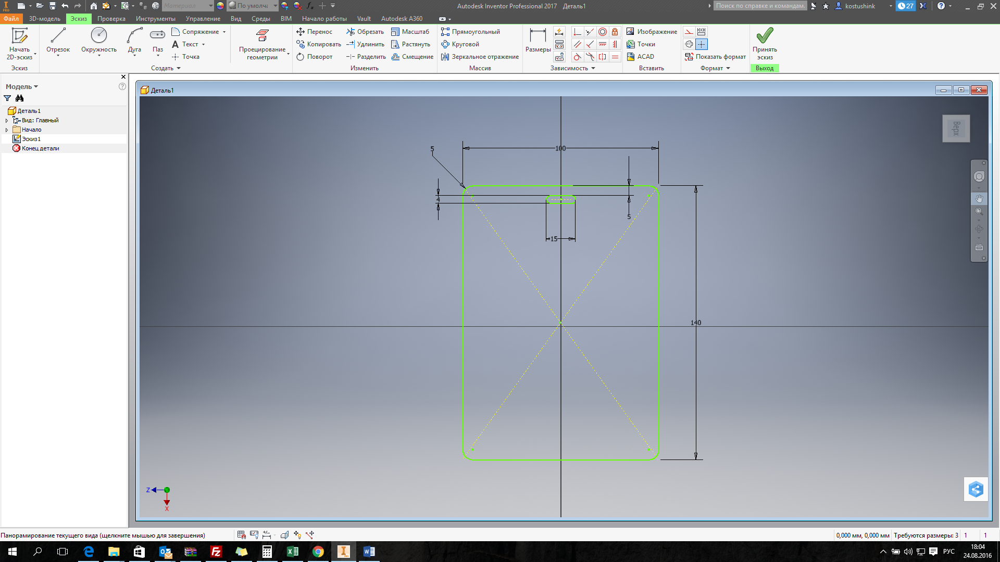 Материал
По умолча
Autodesk Inventor Professional 2017 Деталь1
Поиск по справке и командам.
kostushink
27
PRO
Файл 3D-модель Эскиз Проверка Инструменты Управление Вид Среды BIM Начало работы Vault Autodesk A360
Начать
2D-эскиз
Эскиз
Отрезок
Окружность
Дуга
Паз
Сопряжение
Текст
Точка
Создать
Проецирование
геометрии
Перенос
Копировать
Поворот
Обрезать
Удлинить
Разделить
Масштаб
Растянуть
Смещение
Изменить
Прямоугольный
Круговой
Зеркальное отражение
Массив
Размеры
Зависимость
Изображение
Точки
ACAD
Вставить
Показать формат
Формат
Принять
эскиз
Выход
Модель
Деталь1
Вид: Главный
Начало
Эскиз1
Конец детали
Деталь1
Верх
5
100
4
5
15
140
Z
X
Панорамирование текущего вида (щелкните мышью для завершения)
0,000 мм, 0,000 мм Требуются размеры: 3 1 1
РУС
18:04
24.08.2016